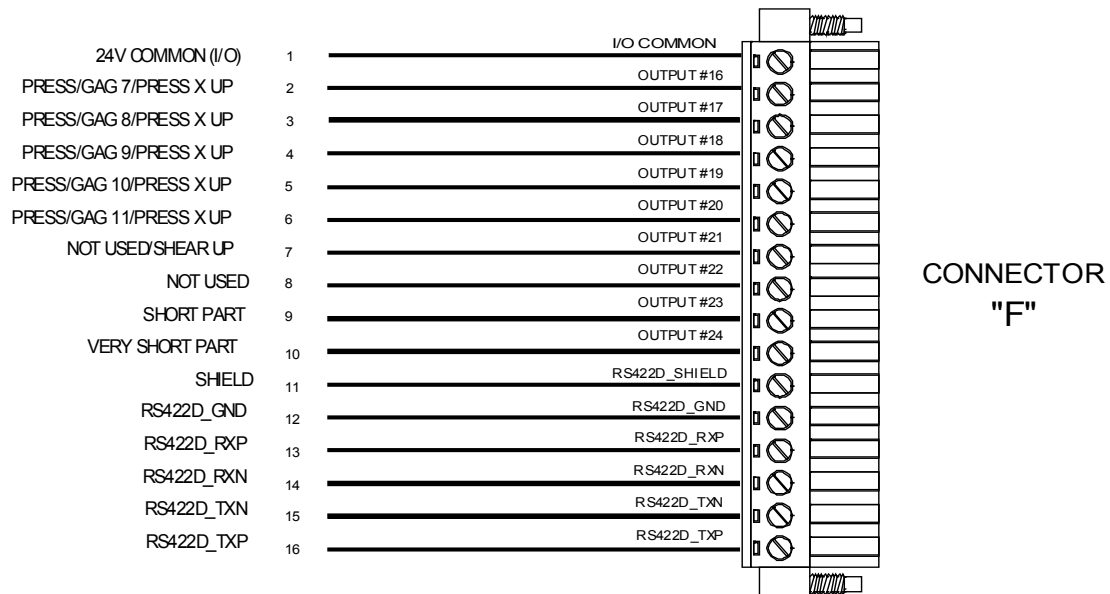 24V COMMON (I/O) 1 I/O COMMON
PRESS/GAG 7/PRESS X UP 2 OUTPUT #16
PRESS/GAG 8/PRESS X UP 3 OUTPUT #17
PRESS/GAG 9/PRESS X UP 4 OUTPUT #18
PRESS/GAG 10/PRESS X UP 5 OUTPUT #19
PRESS/GAG 11/PRESS X UP 6 OUTPUT #20
NOT USED/SHEAR UP 7 OUTPUT #21
NOT USED 8 OUTPUT #22
SHORT PART 9 OUTPUT #23
VERY SHORT PART 10 OUTPUT #24
SHIELD 11 RS422D_SHIELD
RS422D_GND 12 RS422D_GND
RS422D_RXP 13 RS422D_RXP
RS422D_RXN 14 RS422D_RXN
RS422D_TXN 15 RS422D_TXN
RS422D_TXP 16 RS422D_TXP
CONNECTOR
"F"